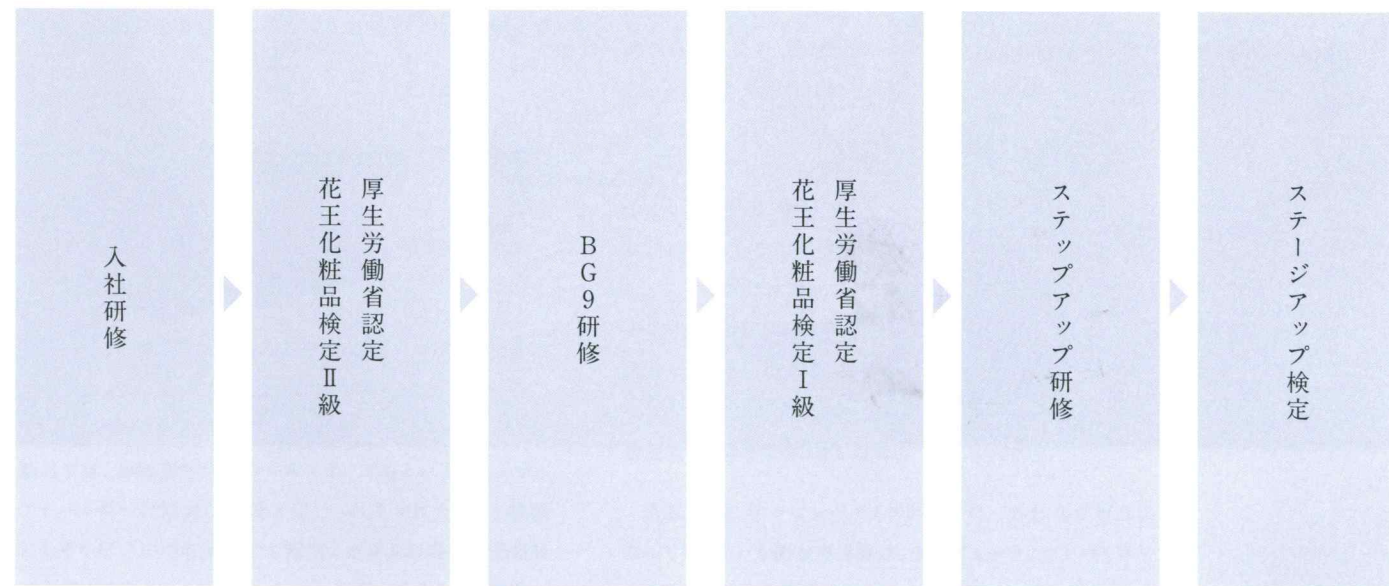 入社研修
厚生労働省認定
花王化粧品検定Ⅱ級
BG9研修
厚生労働省認定
花王化粧品検定Ⅰ級
ステップアップ研修
ステージアップ検定